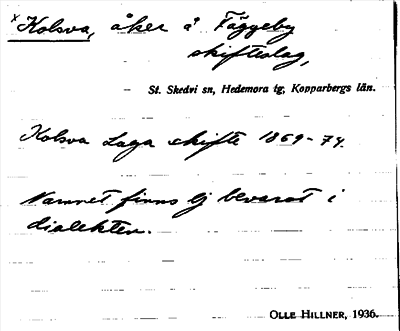 × Kolsva, åker å Fäggeby
skifteslag,
St. Skedvi sn, Hedemora tg, Kopparbergs län.
Kolsva Laga skifte 1869-74.
Namnet finns ej bevarat i
dialekten.
OLLE HILLNER, 1936.